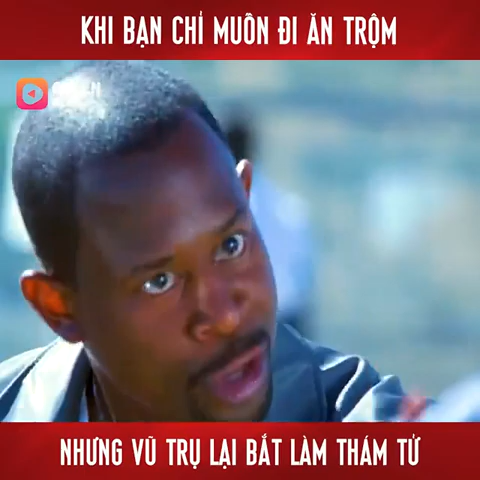 KHI BẠN CHỈ MUỐN ĐI ĂN TRỘM
NHƯNG VŨ TRỤ LẠI BẮT LÀM THÁM TỬ